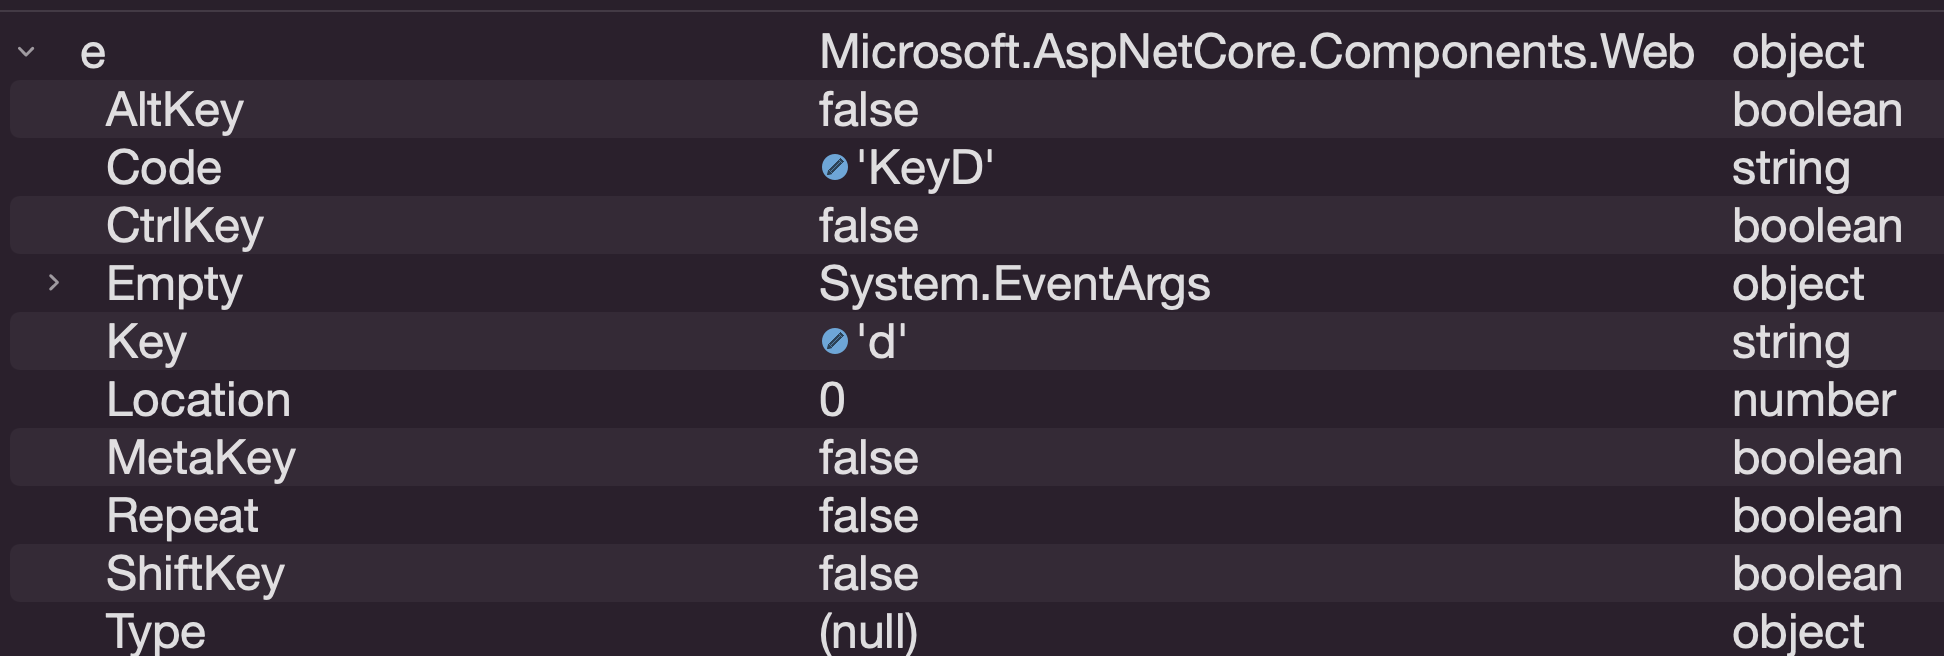 e Microsoft.AspNetCore.Components.Web object
AltKey false boolean
Code 'KeyD' string
CtrlKey false boolean
Empty System.EventArgs object
Key 'd' string
Location 0 number
MetaKey false boolean
Repeat false boolean
ShiftKey false boolean
Type (null) object